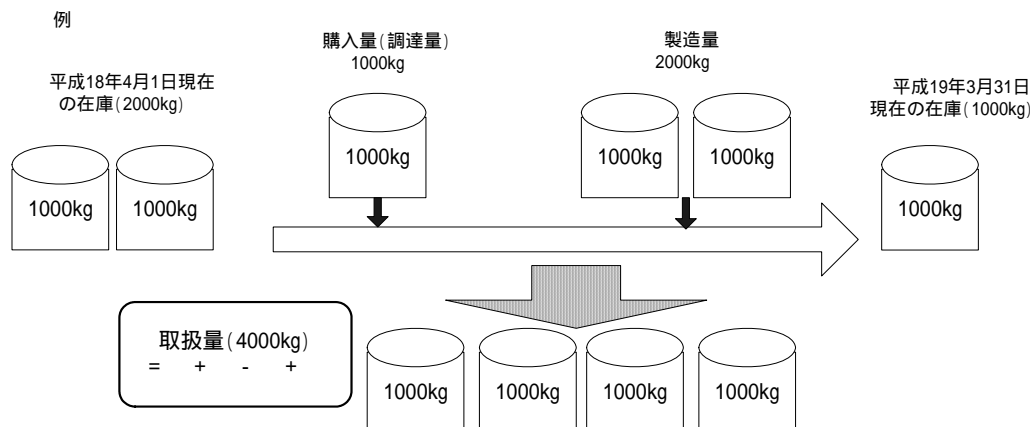 例
平成18年4月1日現在
の在庫(2000kg)
購入量(調達量)
1000kg
製造量
2000kg
平成19年3月31日
現在の在庫(1000kg)
1000kg
1000kg
1000kg
1000kg
1000kg
1000kg
取扱量(4000kg)
= + - +
1000kg
1000kg
1000kg
1000kg